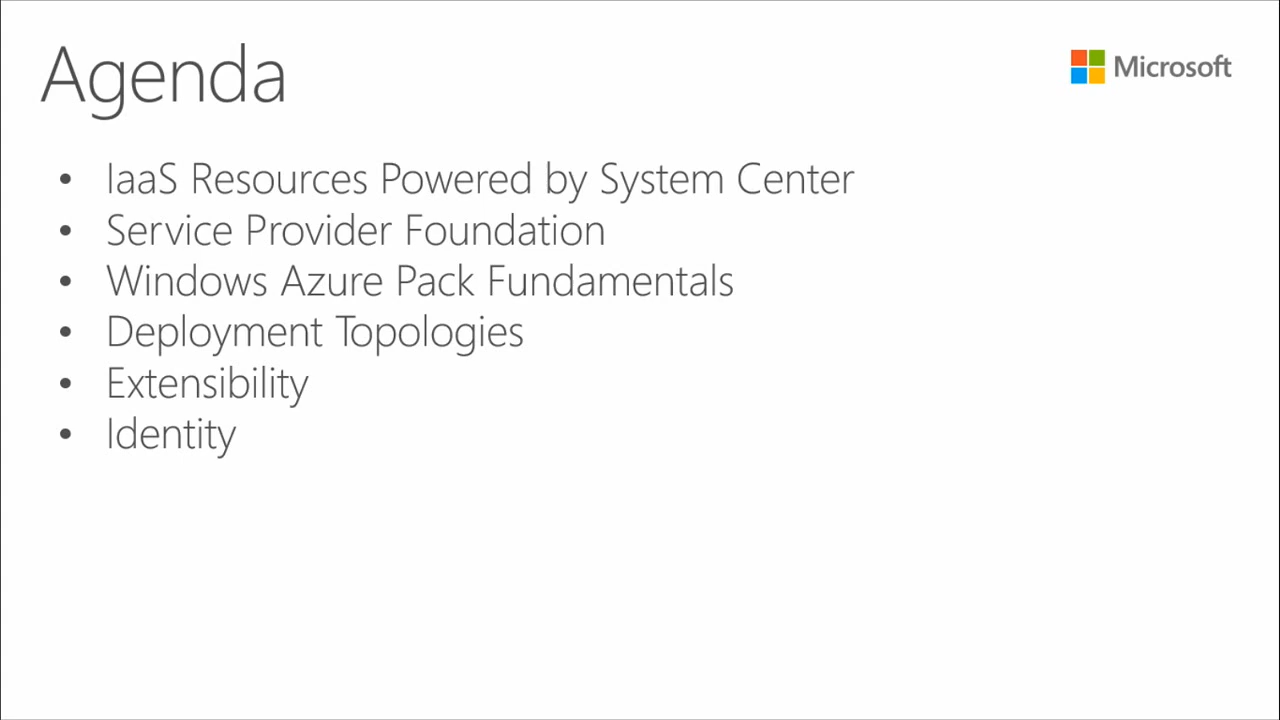 Agenda
Microsoft
• IaaS Resources Powered by System Center
• Service Provider Foundation
• Windows Azure Pack Fundamentals
• Deployment Topologies
• Extensibility
• Identity